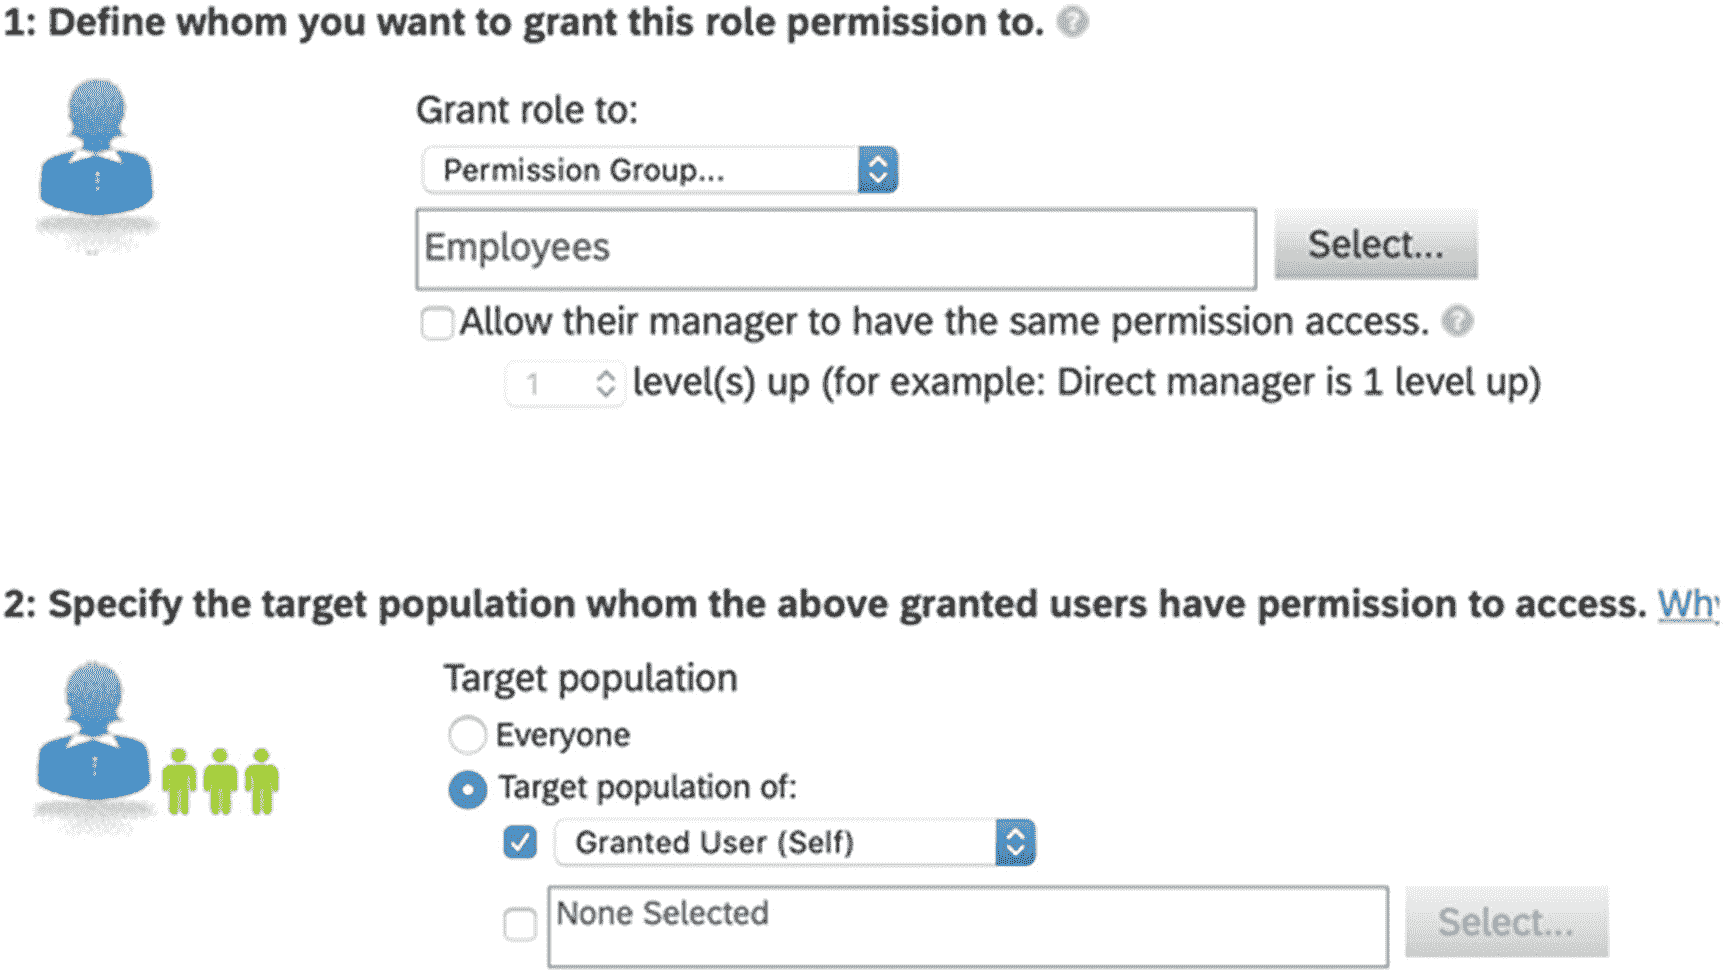 1: Define whom you want to grant this role permission to. ?
Grant role to:
Permission Group...
Employees
Select...
Allow their manager to have the same permission access. ?
1 level(s) up (for example: Direct manager is 1 level up)
2: Specify the target population whom the above granted users have permission to access. Why
Target population
Everyone
Target population of:
Granted User (Self)
None Selected
Select...